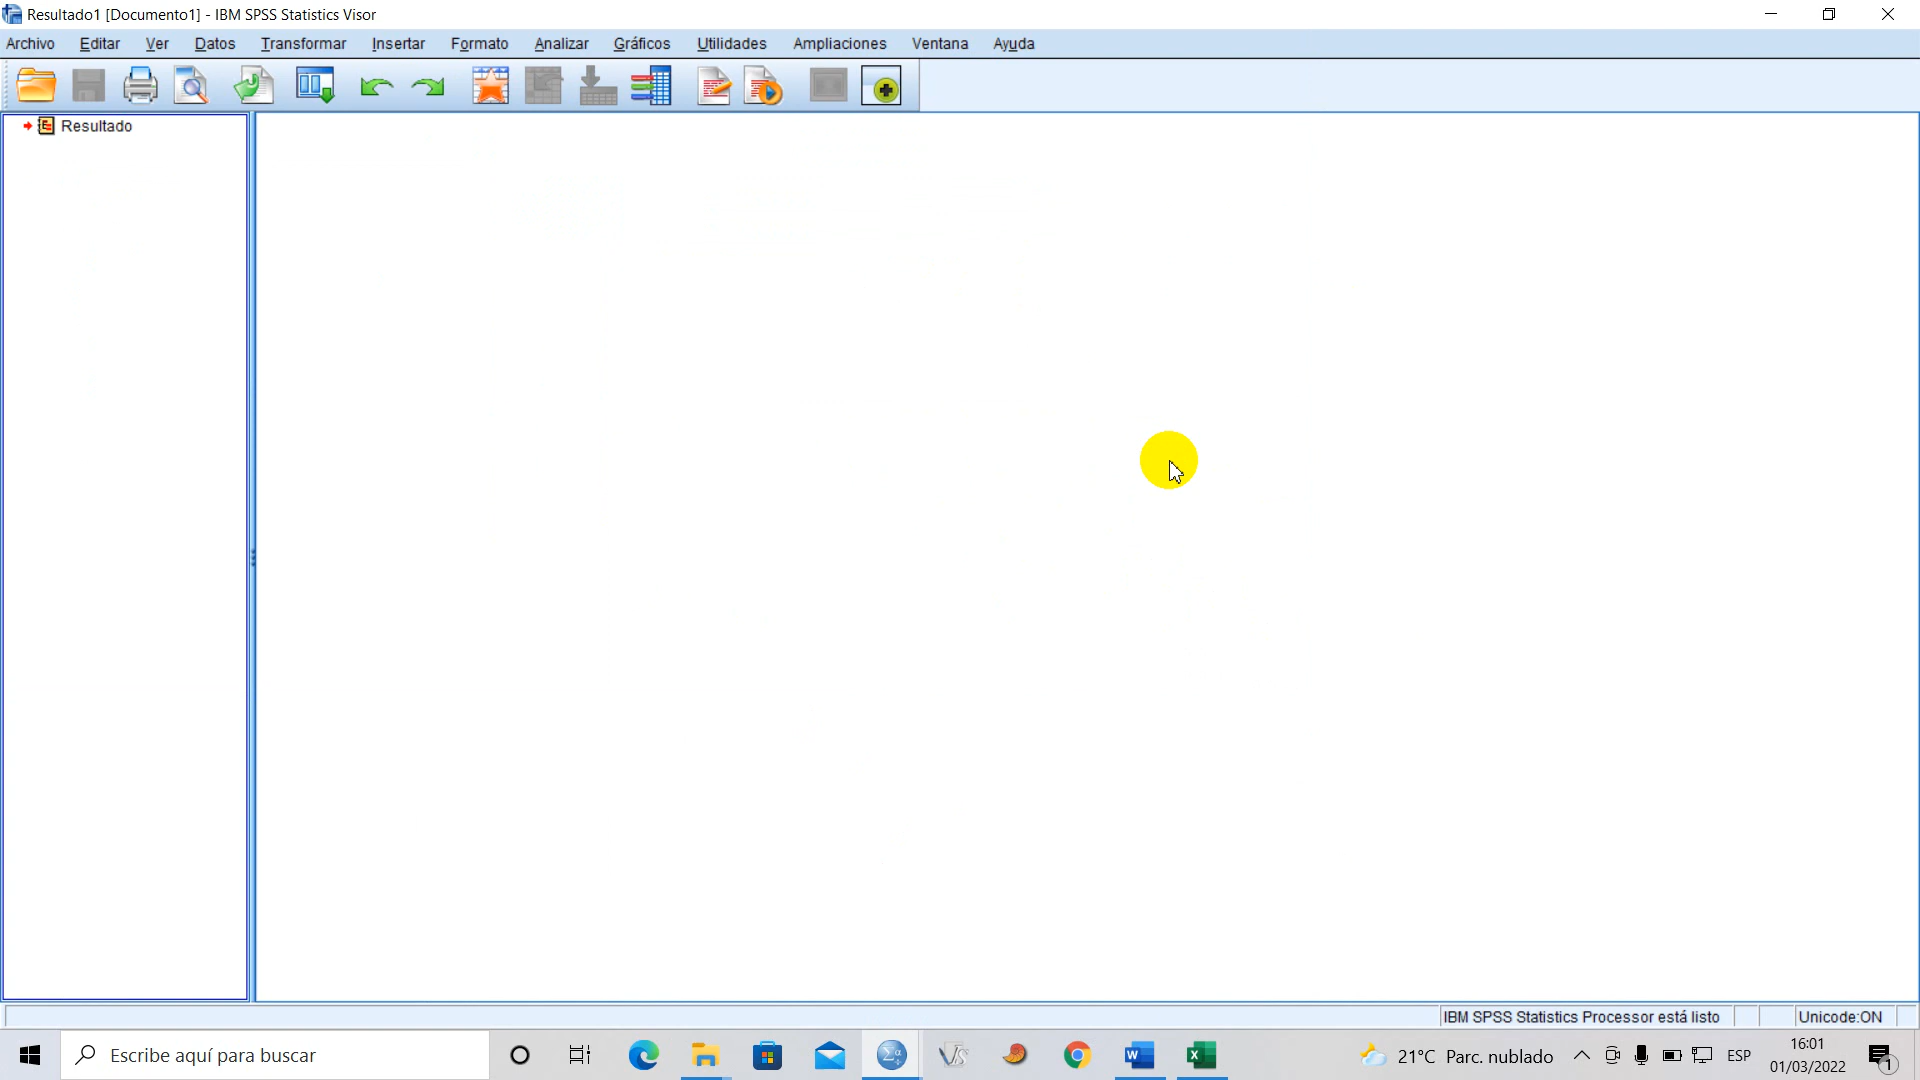 Resultado1 [Documento1] - IBM SPSS Statistics Visor
Archivo Editar Ver Datos Transformar Insertar Formato Analizar Gráficos Utilidades Ampliaciones Ventana Ayuda
Resultado
IBM SPSS Statistics Processor está listo Unicode:ON
Escribe aquí para buscar 21°C Parc. nublado ESP 16:01
01/03/2022 1